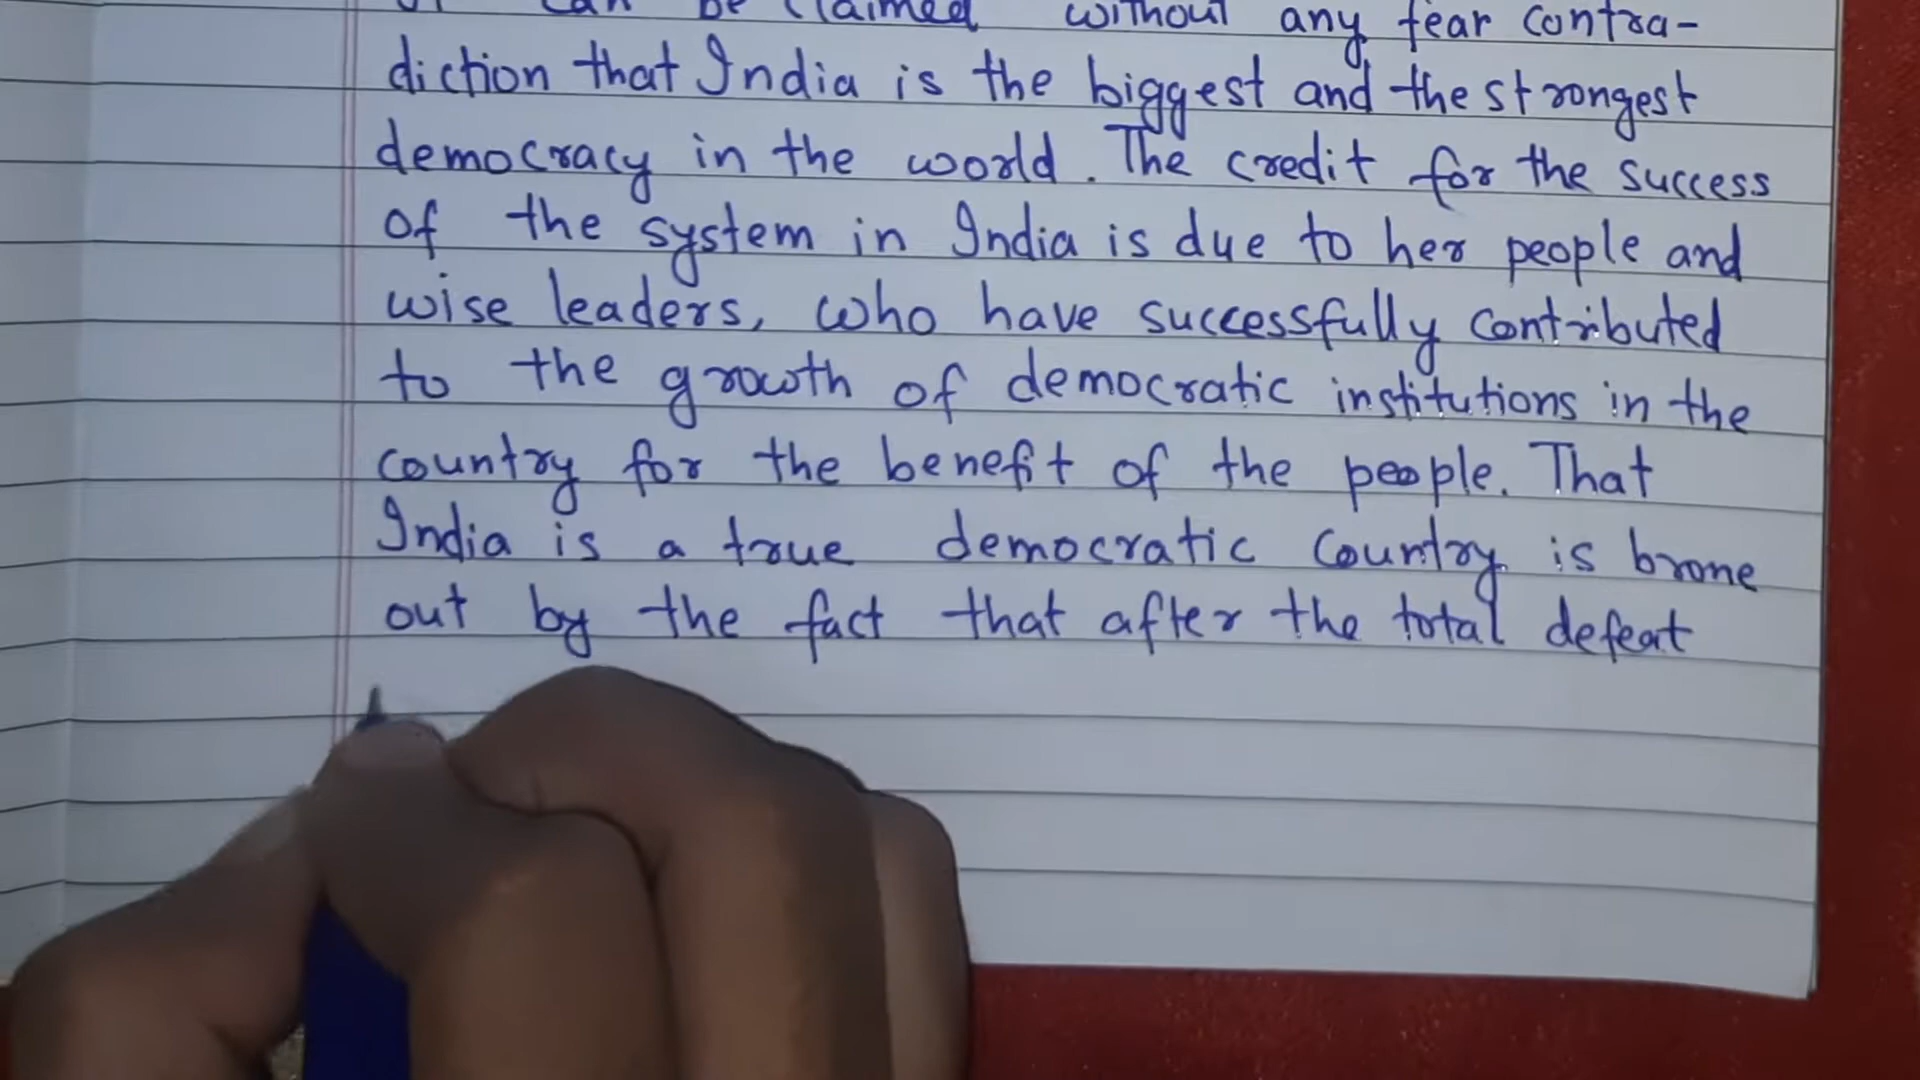 can be claimed without any fear contra-
diction that India is the biggest and the strongest
democracy in the world. The credit for the success
of the system in India is due to her people and
wise leaders, who have successfully contributed
to the growth of democratic institutions in the
country for the benefit of the people. That
India is a true democratic country is brone
out by the fact that after the total defeat